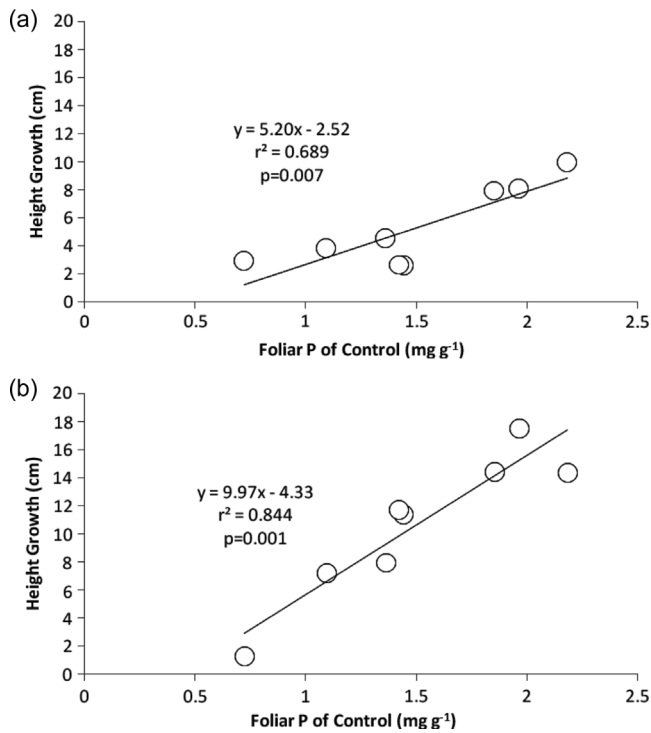 (a)
20
18
16
14
12
10
8
6
4
2
0
Height Growth (cm)
y = 5.20x - 2.52
r² = 0.689
p=0.007
0 0.5 1 1.5 2 2.5
Foliar P of Control (mg g⁻¹)
(b)
20
18
16
14
12
10
8
6
4
2
0
Height Growth (cm)
y = 9.97x - 4.33
r² = 0.844
p=0.001
0 0.5 1 1.5 2 2.5
Foliar P of Control (mg g⁻¹)